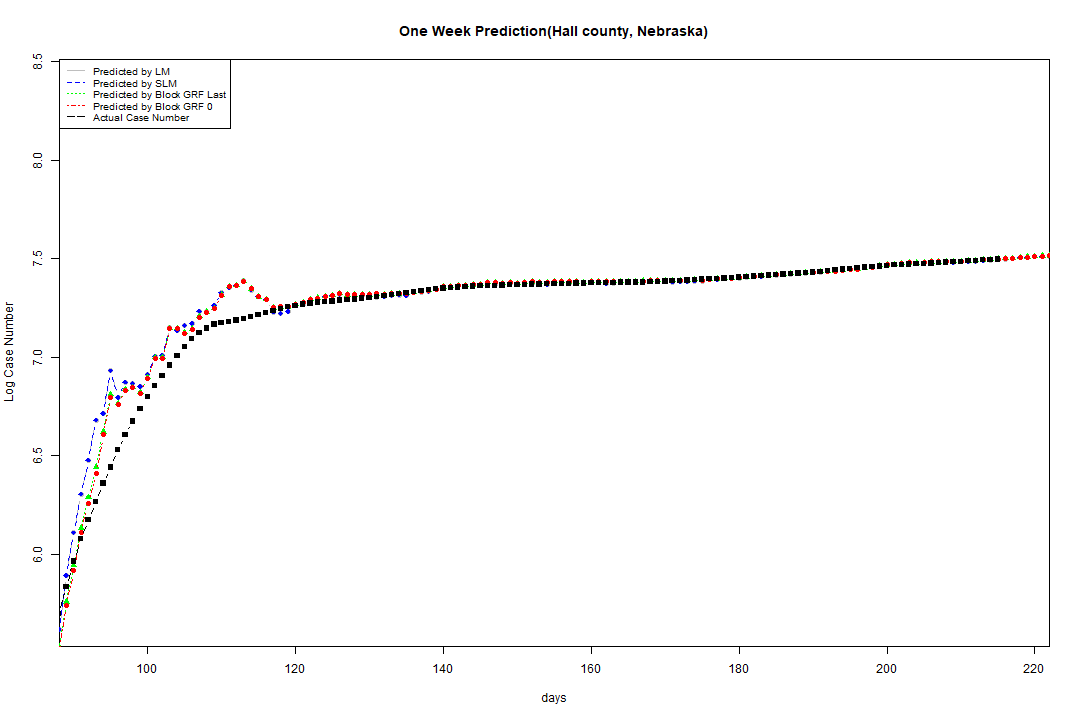 One Week Prediction(Hall county, Nebraska)
Predicted by LM
Predicted by SLM
Predicted by Block GRF Last
Predicted by Block GRF 0
Actual Case Number
8.5
8.0
7.5
7.0
6.5
6.0
Log Case Number
100 120 140 160 180 200 220
days